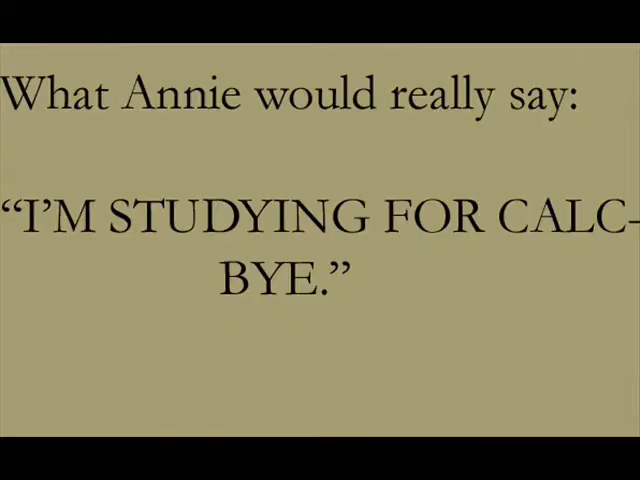 What Annie would really say:
“I’M STUDYING FOR CALC-
BYE.”